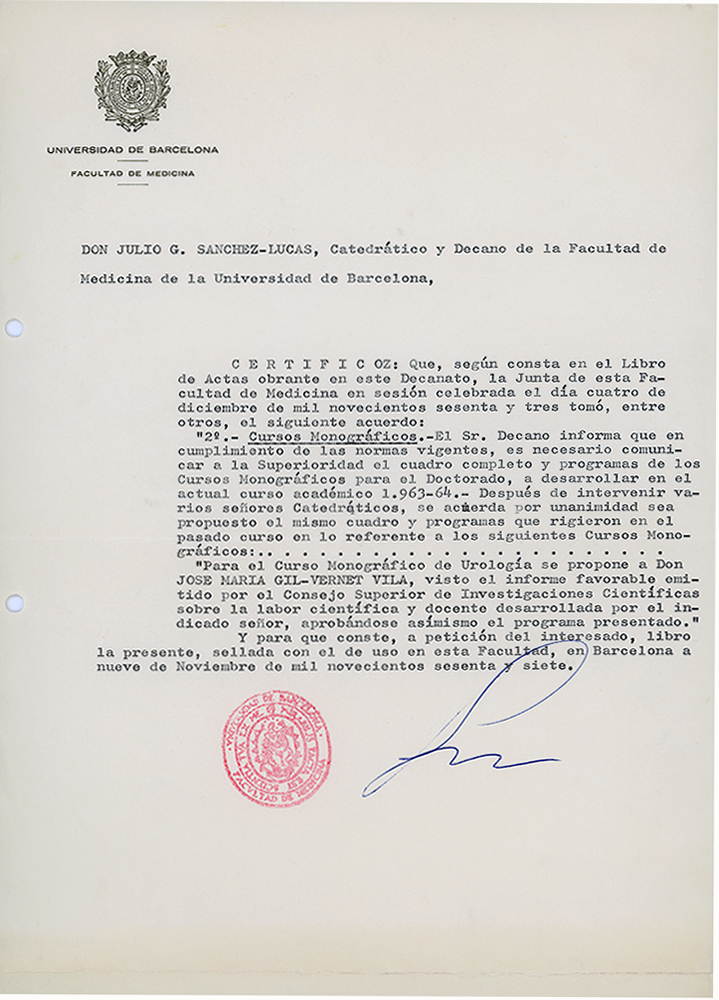 UNIVERSIDAD DE BARCELONA
FACULTAD DE MEDICINA
DON JULIO G. SANCHEZ-LUCAS, Catedrático y Decano de la Facultad de
Medicina de la Universidad de Barcelona,
C E R T I F I C OZ: Que, según consta en el Libro
de Actas obrante en este Decanato, la Junta de esta Fa-
cultad de Medicina en sesión celebrada el día cuatro de
diciembre de mil novecientos sesenta y tres tomó, entre
otros, el siguiente acuerdo:
"2º.- Cursos Monográficos.-El Sr. Decano informa que en
cumplimiento de las normas vigentes, es necesario comuni-
car a la Superioridad el cuadro completo y programas de los
Cursos Monográficos para el Doctorado, a desarrollar en el
actual curso académico 1.963-64.- Después de intervenir va-
rios señores Catedráticos, se acuerda por unanimidad sea
propuesto el mismo cuadro y programas que rigieron en el
pasado curso en lo referente a los siguientes Cursos Mono-
gráficos:. . . . . . . . . . . . . . . . . . . . . . .
"Para el Curso Monográfico de Urología se propone a Don
JOSE MARIA GIL-VERNET VILA, visto el informe favorable emi-
tido por el Consejo Superior de Investigaciones Científicas
sobre la labor científica y docente desarrollada por el in-
dicado señor, aprobándose asímismo el programa presentado."
Y para que conste, a petición del interesado, libro
la presente, sellada con el de uso en esta Facultad, en Barcelona a
nueve de Noviembre de mil novecientos sesenta y siete.
UNIVERSIDAD DE BARCELONA
FACULTAD DE MEDICINA